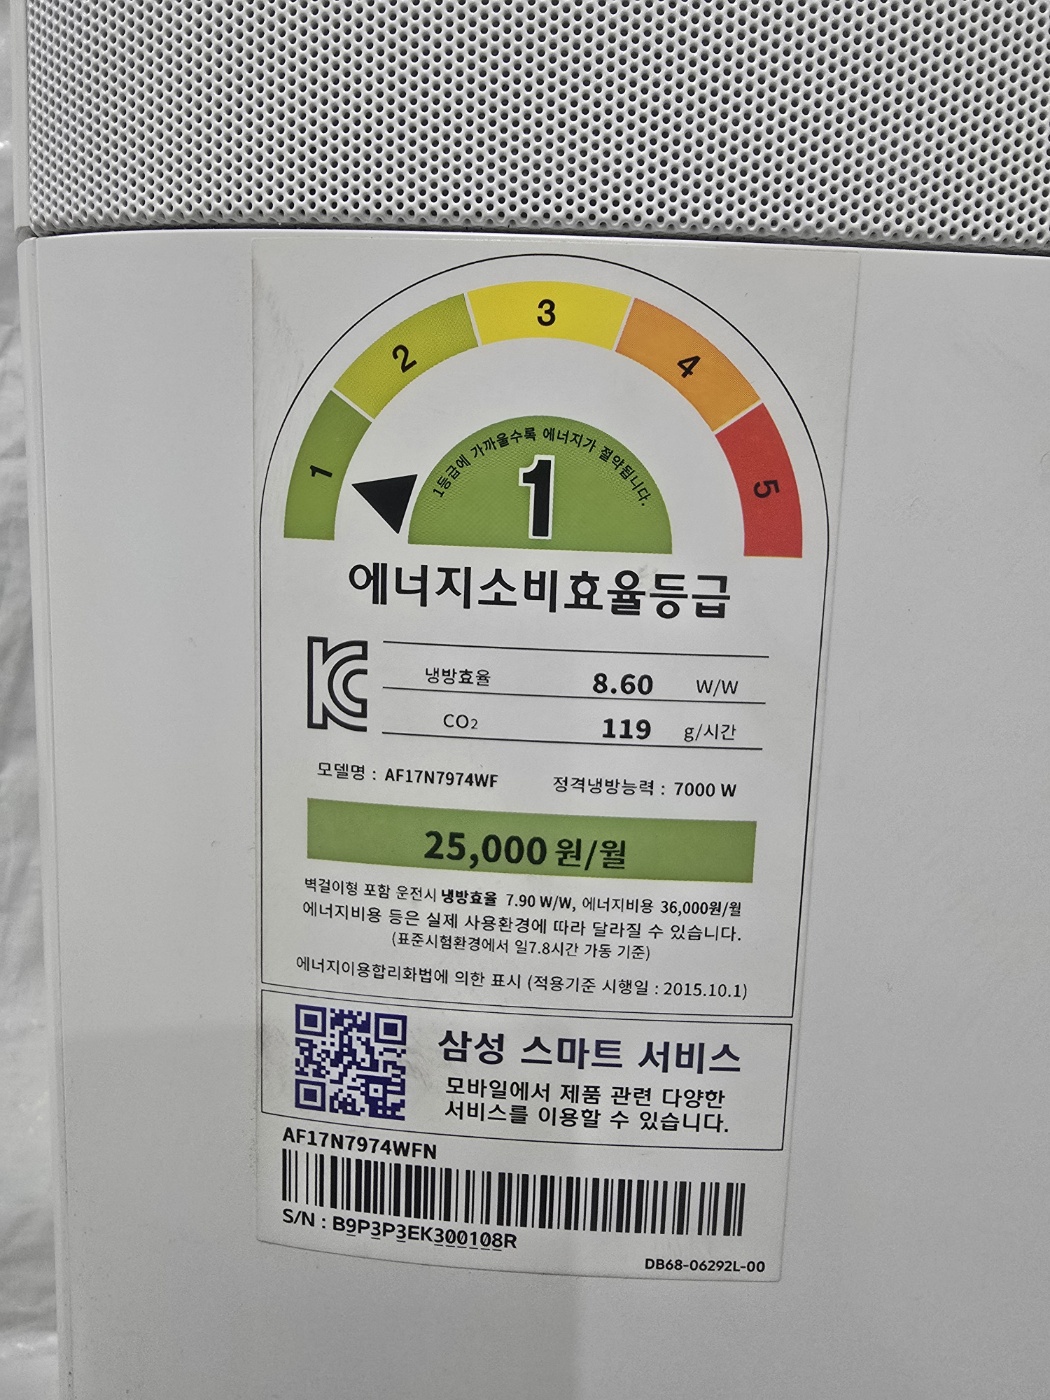 1
2
3
4
5
1등급에 가까울수록 에너지가 절약됩니다.
1
에너지소비효율등급
냉방효율 8.60 W/W
CO₂ 119 g/시간
모델명 : AF17N7974WF 정격냉방능력 : 7000 W
25,000원/월
벽걸이형 포함 운전시 냉방효율 7.90 W/W, 에너지비용 36,000원/월
에너지비용 등은 실제 사용환경에 따라 달라질 수 있습니다.
(표준시험환경에서 일7.8시간 가동 기준)
에너지이용합리화법에 의한 표시 (적용기준 시행일 : 2015.10.1)
삼성 스마트 서비스
모바일에서 제품 관련 다양한
서비스를 이용할 수 있습니다.
AF17N7974WFN
S/N : B9P3P3EK300108R
DB68-06292L-00